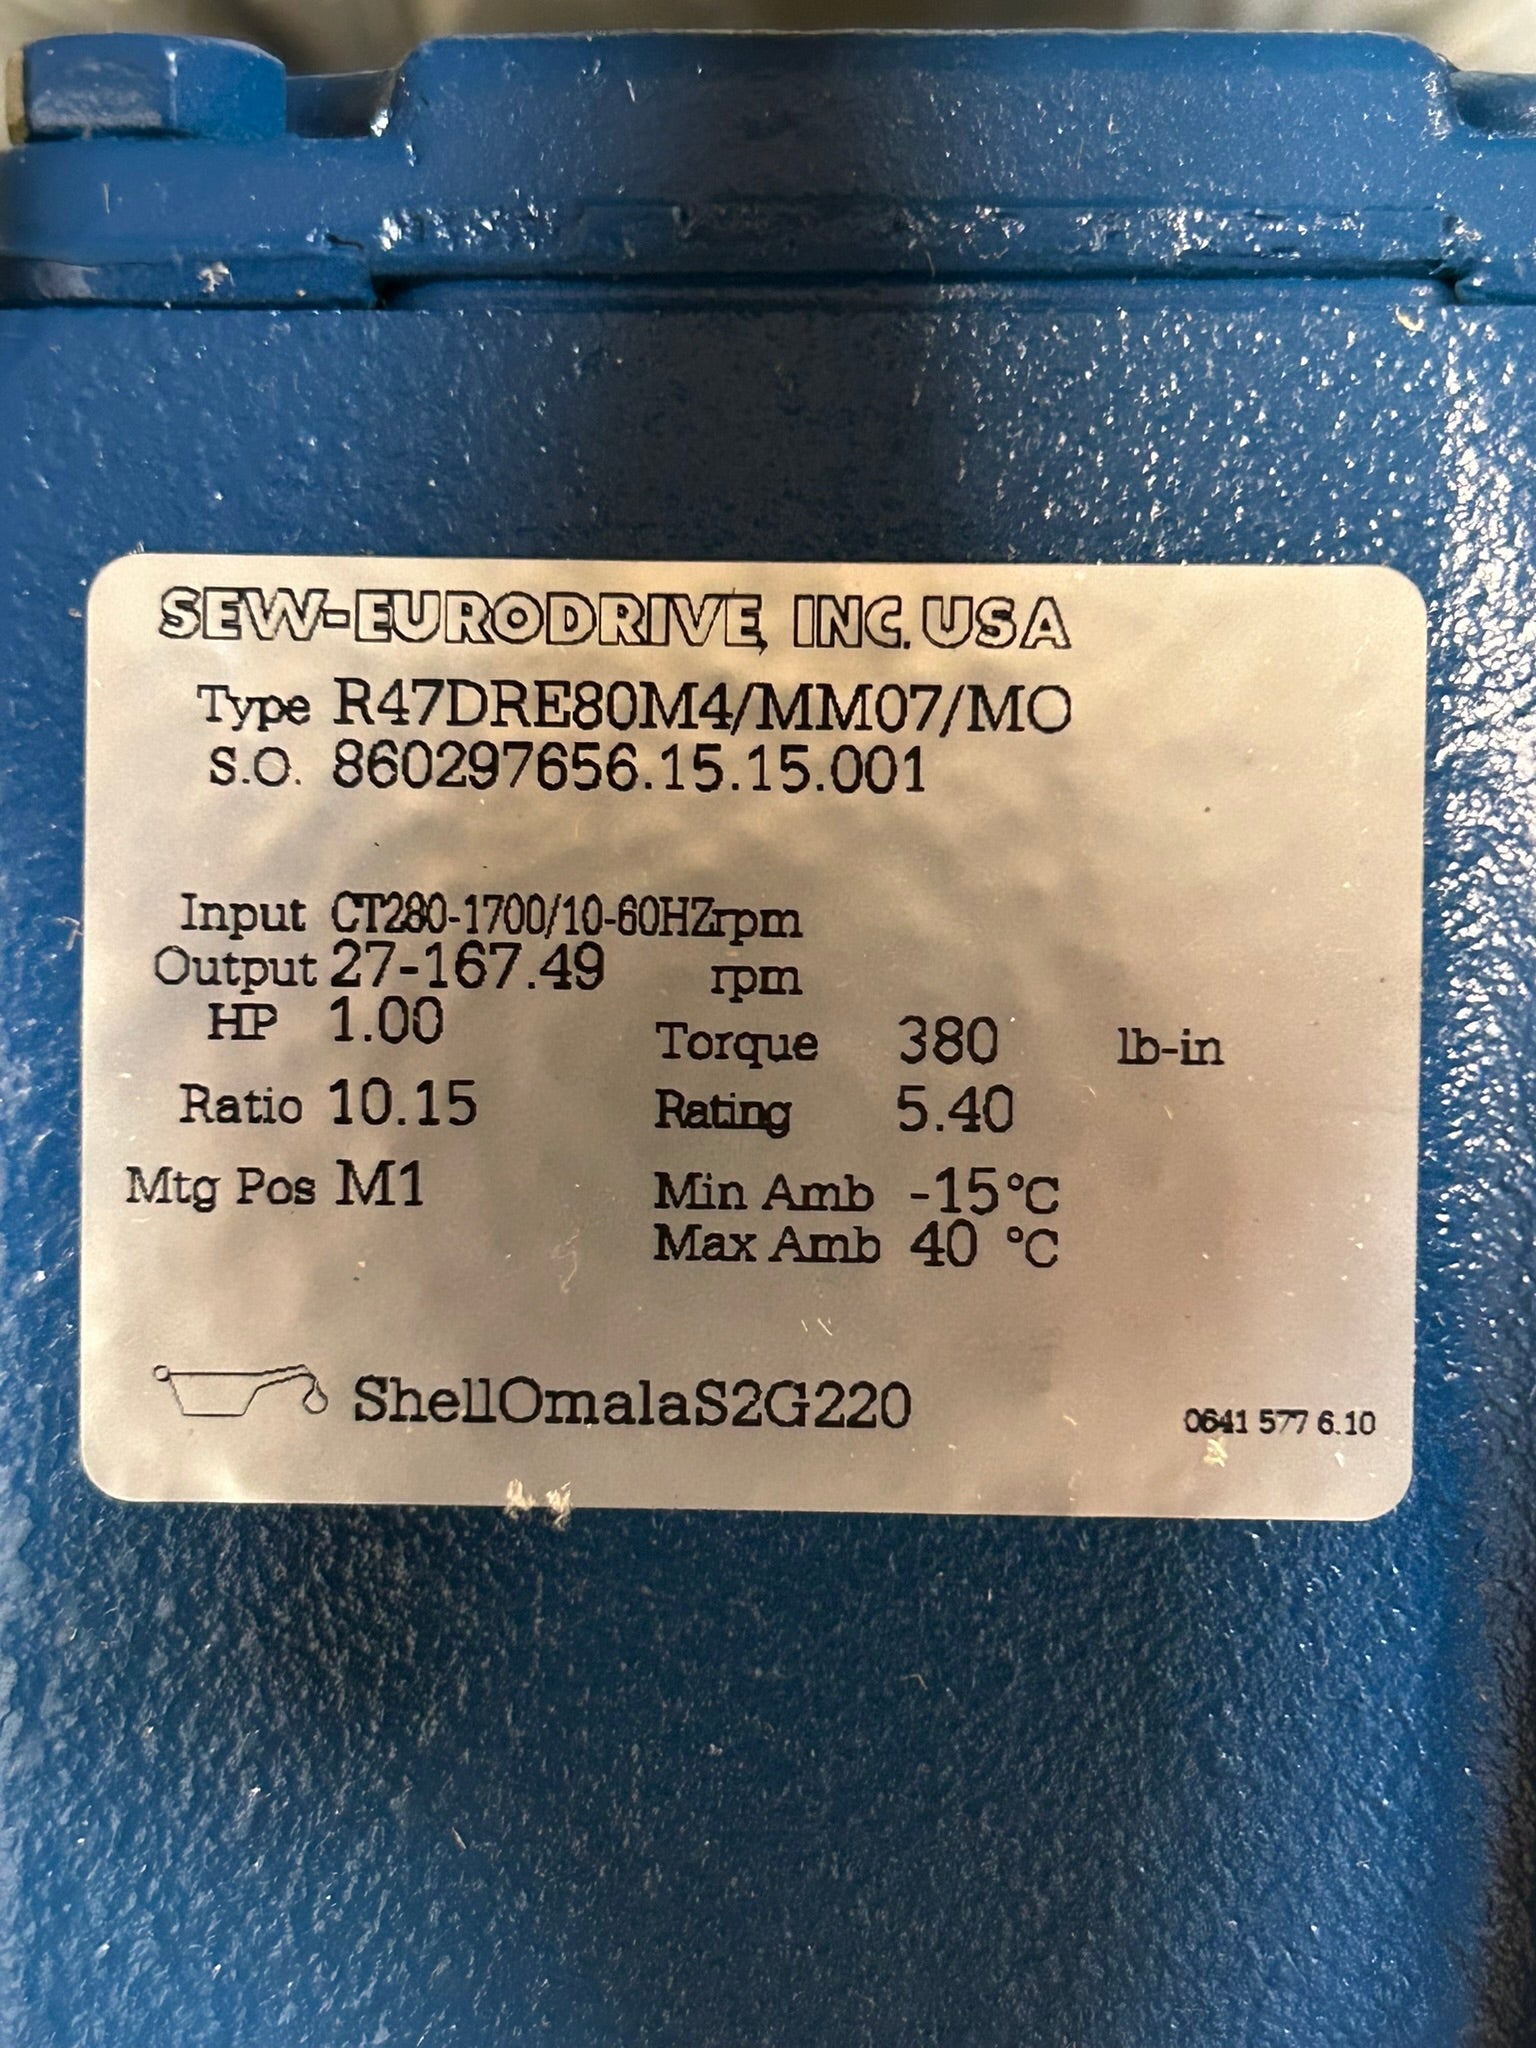 SEW-EURODRIVE, INC. USA
Type R47DRE80M4/MM07/MO
S.O. 860297656.15.15.001
Input CT280-1700/10-60HZrpm
Output 27-167.49 rpm
HP 1.00 Torque 380 lb-in
Ratio 10.15 Rating 5.40
Mtg Pos M1 Min Amb -15°C
Max Amb 40 °C
ShellOmalaS2G220
0641 577 6.10